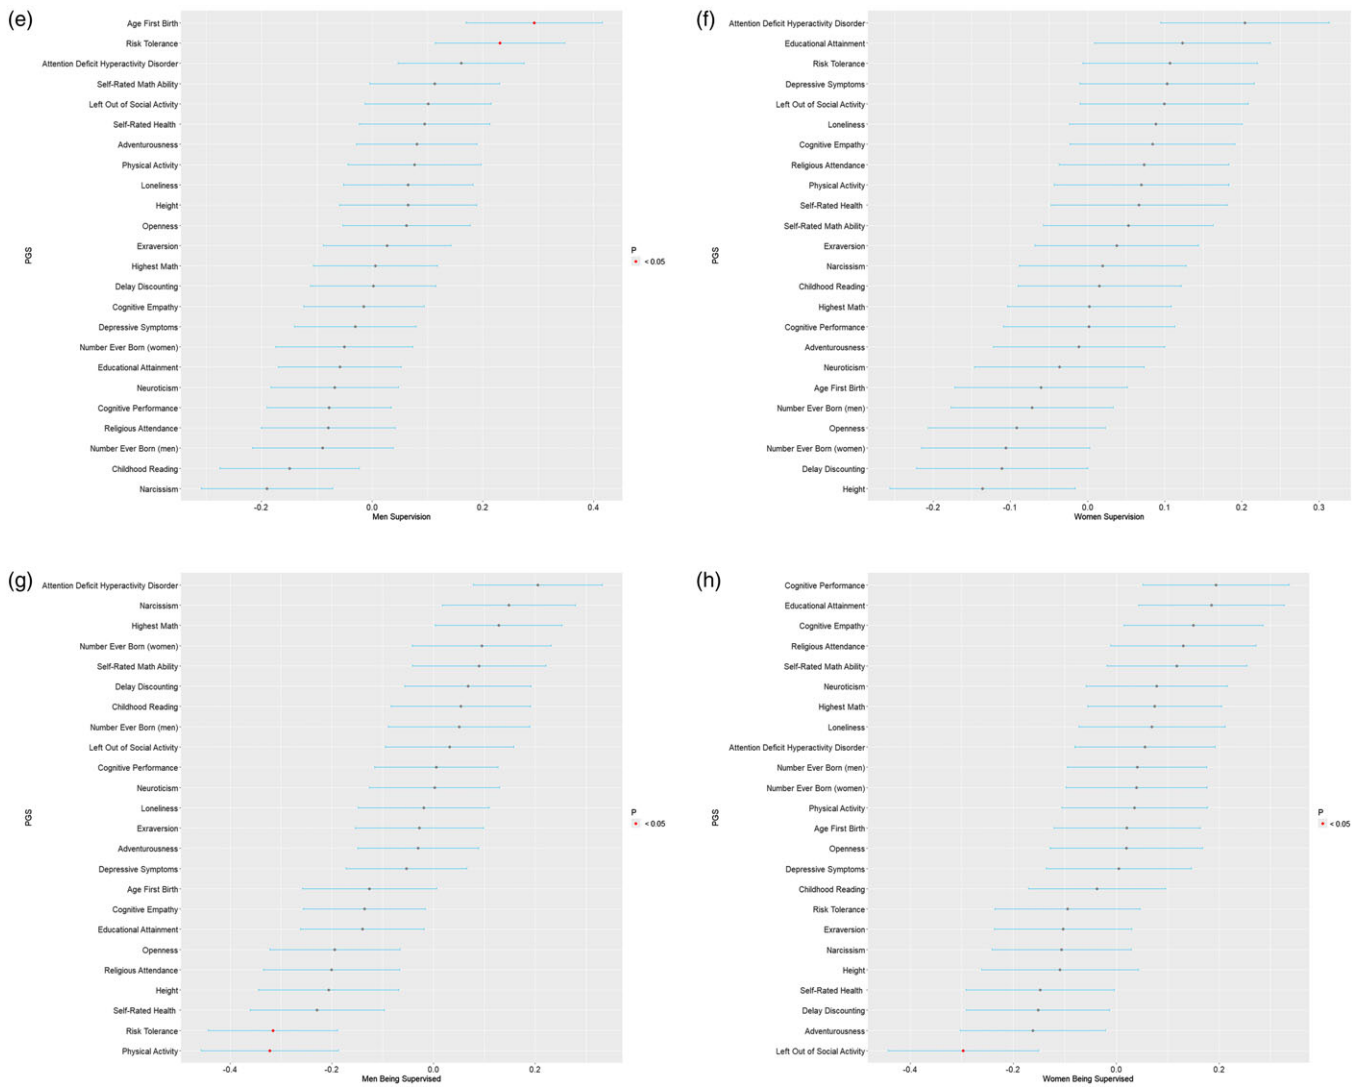 (e)
Age First Birth
Risk Tolerance
Attention Deficit Hyperactivity Disorder
Self-Rated Math Ability
Left Out of Social Activity
Self-Rated Health
Adventurousness
Physical Activity
Loneliness
Height
Openness
Exraversion
Highest Math
Delay Discounting
Cognitive Empathy
Depressive Symptoms
Number Ever Born (women)
Educational Attainment
Neuroticism
Cognitive Performance
Religious Attendance
Number Ever Born (men)
Childhood Reading
Narcissism
PGS
-0.2 0.0 0.2 0.4
Men Supervision
P
< 0.05
(f)
Attention Deficit Hyperactivity Disorder
Educational Attainment
Risk Tolerance
Depressive Symptoms
Left Out of Social Activity
Loneliness
Cognitive Empathy
Religious Attendance
Physical Activity
Self-Rated Health
Self-Rated Math Ability
Exraversion
Narcissism
Childhood Reading
Highest Math
Cognitive Performance
Adventurousness
Neuroticism
Age First Birth
Number Ever Born (men)
Openness
Number Ever Born (women)
Delay Discounting
Height
PGS
-0.2 -0.1 0.0 0.1 0.2 0.3
Women Supervision
(g)
Attention Deficit Hyperactivity Disorder
Narcissism
Highest Math
Number Ever Born (women)
Self-Rated Math Ability
Delay Discounting
Childhood Reading
Number Ever Born (men)
Left Out of Social Activity
Cognitive Performance
Neuroticism
Loneliness
Exraversion
Adventurousness
Depressive Symptoms
Age First Birth
Cognitive Empathy
Educational Attainment
Openness
Religious Attendance
Height
Self-Rated Health
Risk Tolerance
Physical Activity
PGS
-0.4 -0.2 0.0 0.2
Men Being Supervised
P
< 0.05
(h)
Cognitive Performance
Educational Attainment
Cognitive Empathy
Religious Attendance
Self-Rated Math Ability
Neuroticism
Highest Math
Loneliness
Attention Deficit Hyperactivity Disorder
Number Ever Born (men)
Number Ever Born (women)
Physical Activity
Age First Birth
Openness
Depressive Symptoms
Childhood Reading
Risk Tolerance
Exraversion
Narcissism
Height
Self-Rated Health
Delay Discounting
Adventurousness
Left Out of Social Activity
PGS
-0.4 -0.2 0.0 0.2
Women Being Supervised
P
< 0.05